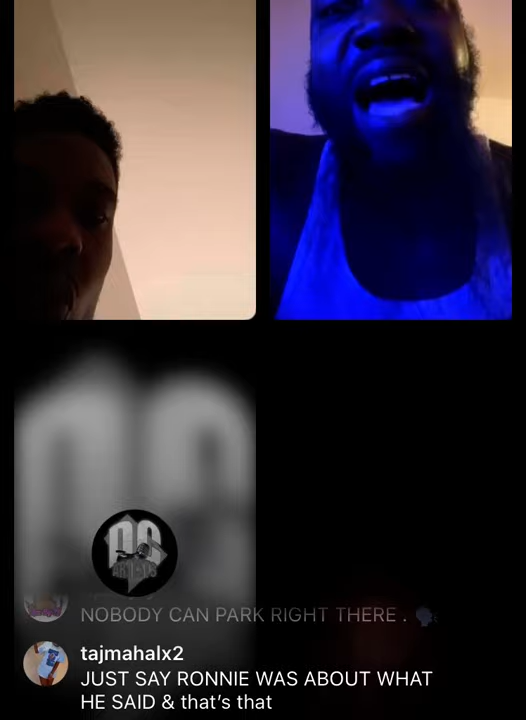 NOBODY CAN PARK RIGHT THERE . 🗣
tajmahalx2
JUST SAY RONNIE WAS ABOUT WHAT
HE SAID & that's that